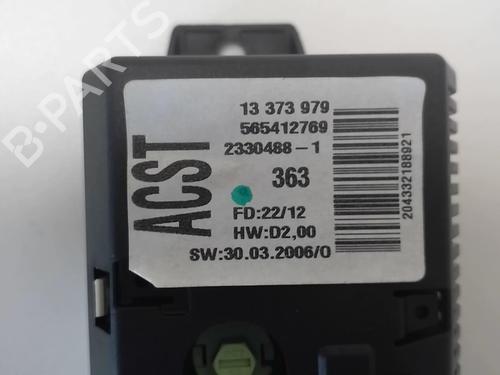 B-PARTS
ACST
13 373 979
565412769
2330488-1
363
FD:22/12
HW:D2,00
SW:30.03.2006/0
204332188921